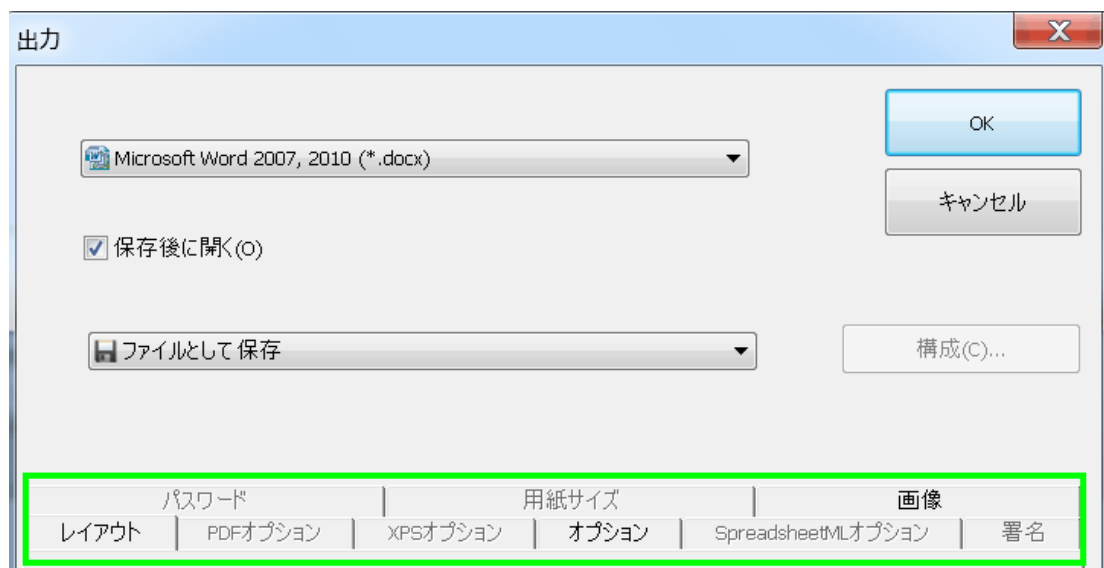 出力
OK
Microsoft Word 2007, 2010 (*.docx)
キャンセル
保存後に開く(O)
ファイルとして保存
構成(C)...
パスワード 用紙サイズ 画像
レイアウト PDFオプション XPSオプション オプション SpreadsheetMLオプション 署名